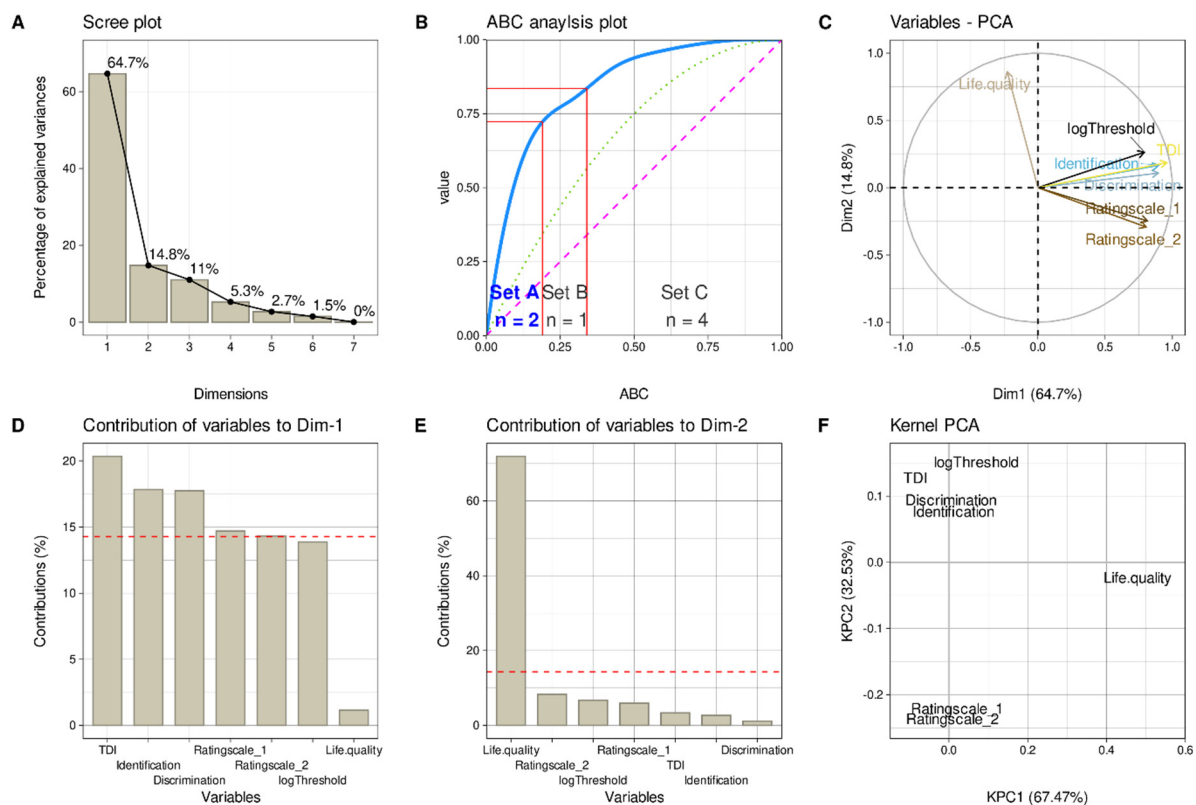 A
Scree plot
Percentage of explained variances
60
40
20
0
64.7%
14.8%
11%
5.3%
2.7%
1.5%
0%
1 2 3 4 5 6 7
Dimensions
B
ABC anaylsis plot
value
1.00
0.75
0.50
0.25
0.00
Set A Set B Set C
n = 2 n = 1 n = 4
0.00 0.25 0.50 0.75 1.00
ABC
C
Variables - PCA
Dim2 (14.8%)
1.0
0.5
0.0
-0.5
-1.0
Life.quality
logThreshold
TDI
Identification
Discrimination
Ratingscale_1
Ratingscale_2
-1.0 -0.5 0.0 0.5 1.0
Dim1 (64.7%)
D
Contribution of variables to Dim-1
Contributions (%)
20
15
10
5
0
TDI Ratingscale_1 Life.quality
Identification Ratingscale_2
Discrimination logThreshold
Variables
E
Contribution of variables to Dim-2
Contributions (%)
60
40
20
0
Life.quality Ratingscale_1 Discrimination
Ratingscale_2 TDI
logThreshold Identification
Variables
F
Kernel PCA
KPC2 (32.53%)
0.1
0.0
-0.1
-0.2
logThreshold
TDI
Discrimination
Identification
Life.quality
Ratingscale_1
Ratingscale_2
0.0 0.2 0.4 0.6
KPC1 (67.47%)